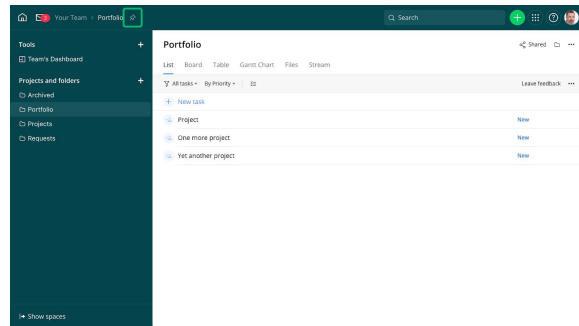 3 Your Team › Portfolio
Search
Tools +
Team's Dashboard
Projects and folders +
Archived
Portfolio
Projects
Requests
Show spaces
Portfolio
Shared
List Board Table Gantt Chart Files Stream
All tasks By Priority
Leave feedback
+ New task
Project New
One more project New
Yet another project New